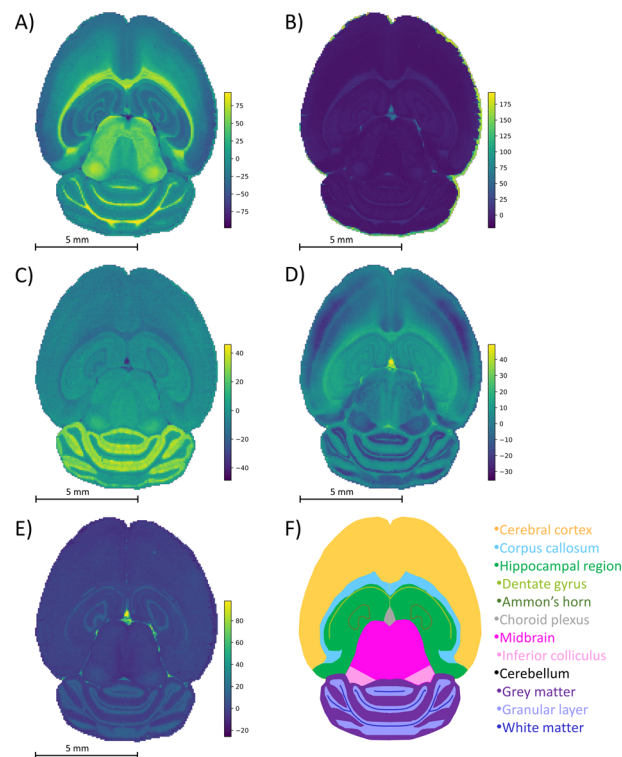 A)
75
50
25
0
−25
−50
−75
5 mm
B)
175
150
125
100
75
50
25
0
5 mm
C)
40
20
0
−20
−40
5 mm
D)
40
30
20
10
0
−10
−20
−30
5 mm
E)
80
60
40
20
0
−20
5 mm
F)
•Cerebral cortex
•Corpus callosum
•Hippocampal region
•Dentate gyrus
•Ammon's horn
•Choroid plexus
•Midbrain
•Inferior colliculus
•Cerebellum
•Grey matter
•Granular layer
•White matter